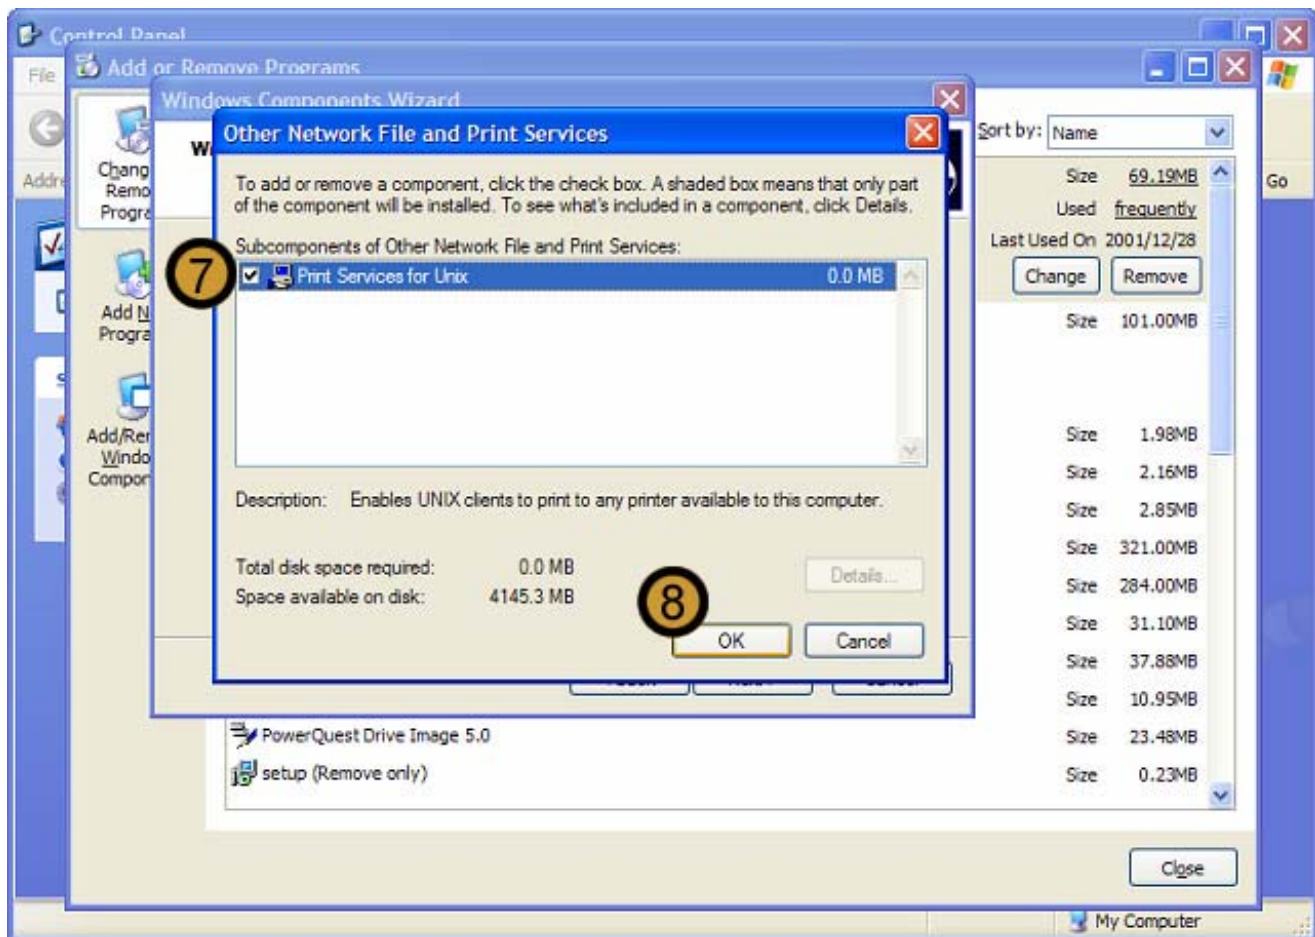 Control Panel
File
Add or Remove Programs
Windows Components Wizard
Other Network File and Print Services
Sort by: Name
Go
To add or remove a component, click the check box. A shaded box means that only part
of the component will be installed. To see what's included in a component, click Details.
Size 69.19MB
Used frequently
Last Used On 2001/12/28
Change Remove
Subcomponents of Other Network File and Print Services:
7
Print Services for Unix 0.0 MB
Size 101.00MB
Size 1.98MB
Size 2.16MB
Description: Enables UNIX clients to print to any printer available to this computer.
Size 2.85MB
Size 321.00MB
Total disk space required: 0.0 MB
Details...
Space available on disk: 4145.3 MB
Size 284.00MB
8
Size 31.10MB
OK Cancel
Size 37.88MB
Size 10.95MB
PowerQuest Drive Image 5.0 Size 23.48MB
setup (Remove only) Size 0.23MB
Close
My Computer